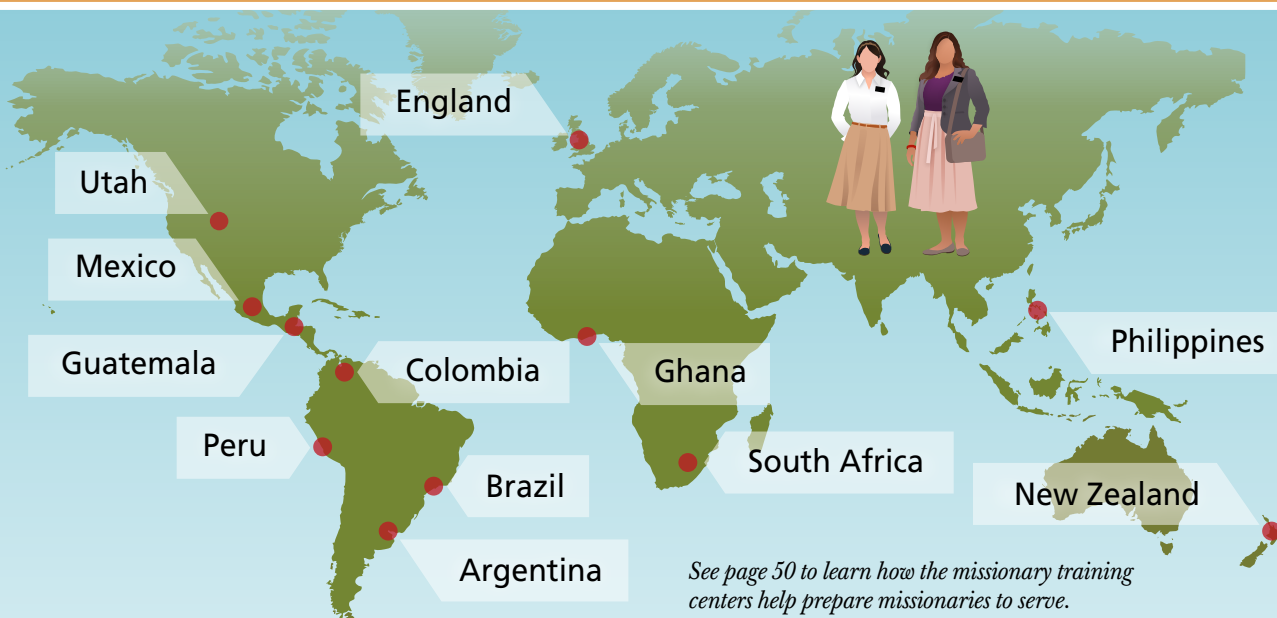 England
Utah
Mexico
Guatemala
Colombia
Ghana
Philippines
Peru
Brazil
South Africa
New Zealand
Argentina
See page 50 to learn how the missionary training
centers help prepare missionaries to serve.